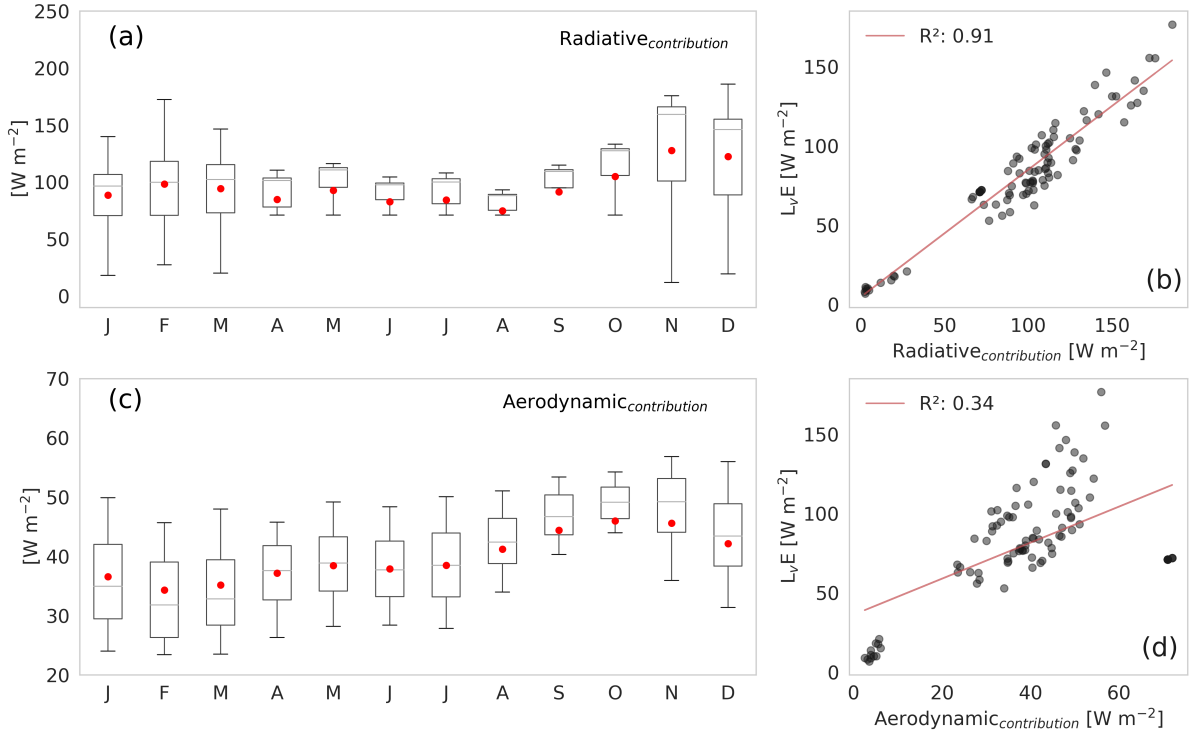 (a)
Radiative_contribution
[W m⁻²]
250
200
150
100
50
0
J F M A M J J A S O N D
R²: 0.91
LᵥE [W m⁻²]
150
100
50
0
(b)
0 50 100 150
Radiative_contribution [W m⁻²]
(c)
Aerodynamic_contribution
[W m⁻²]
70
60
50
40
30
20
J F M A M J J A S O N D
R²: 0.34
LᵥE [W m⁻²]
150
100
50
0
(d)
0 20 40 60
Aerodynamic_contribution [W m⁻²]